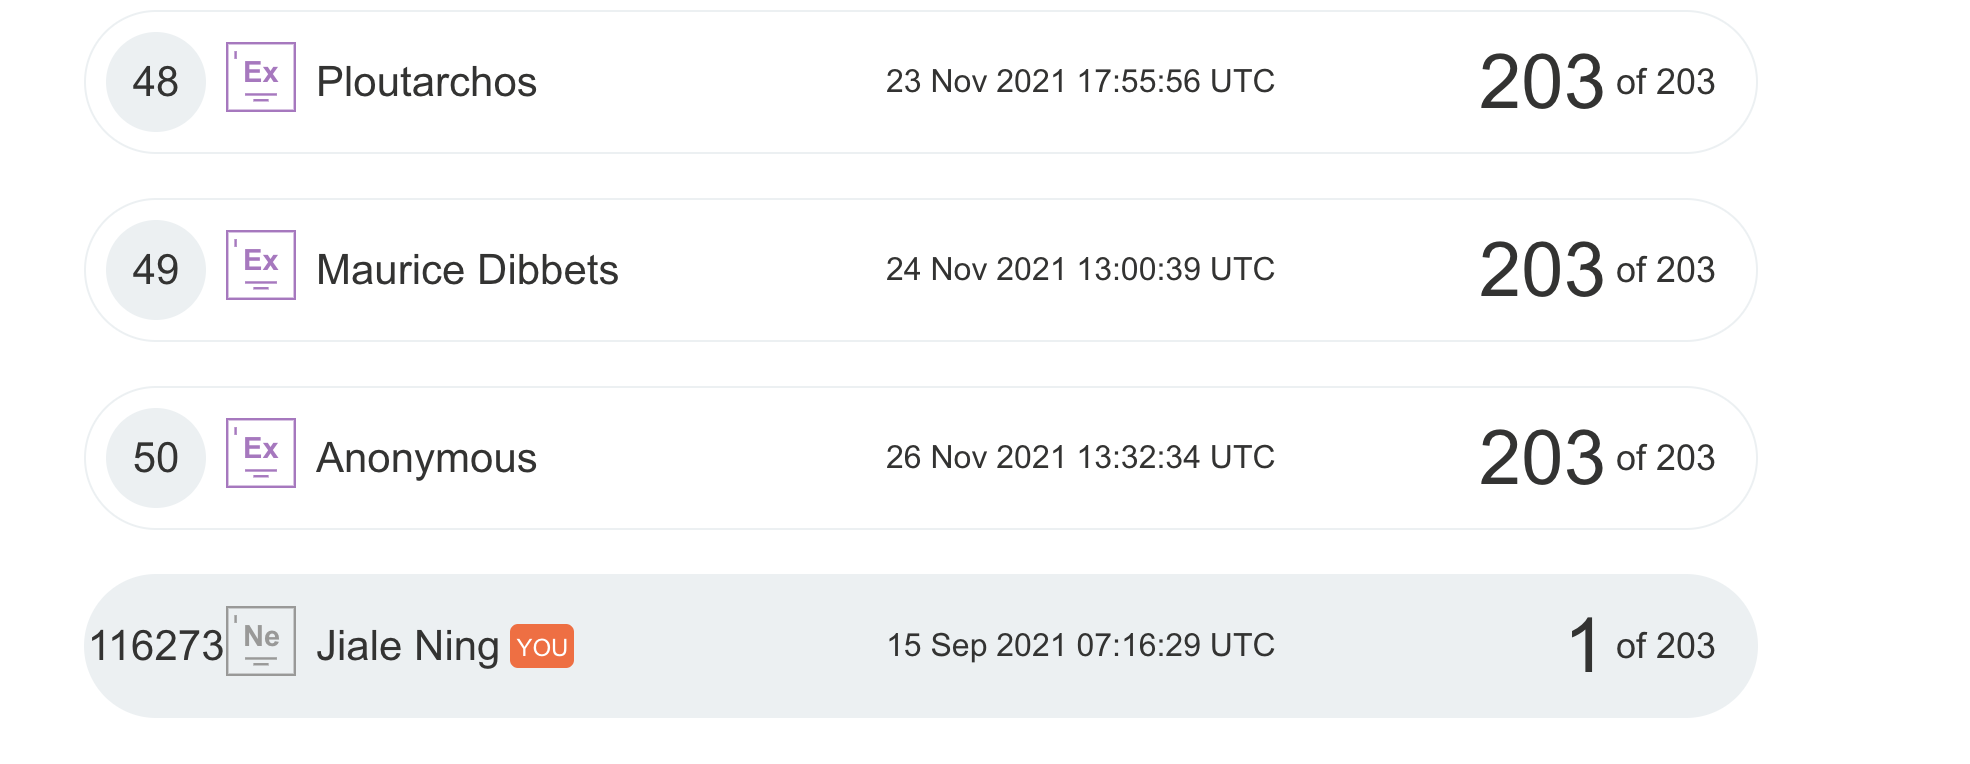 48 Ex Ploutarchos 23 Nov 2021 17:55:56 UTC 203 of 203
49 Ex Maurice Dibbets 24 Nov 2021 13:00:39 UTC 203 of 203
50 Ex Anonymous 26 Nov 2021 13:32:34 UTC 203 of 203
116273 Ne Jiale Ning YOU 15 Sep 2021 07:16:29 UTC 1 of 203